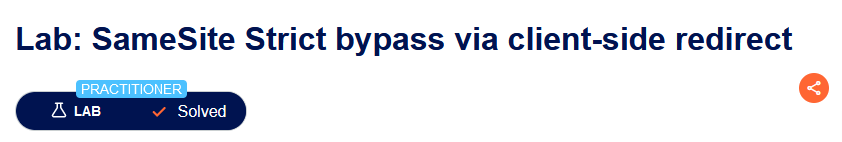 Lab: SameSite Strict bypass via client-side redirect
PRACTITIONER
LAB Solved